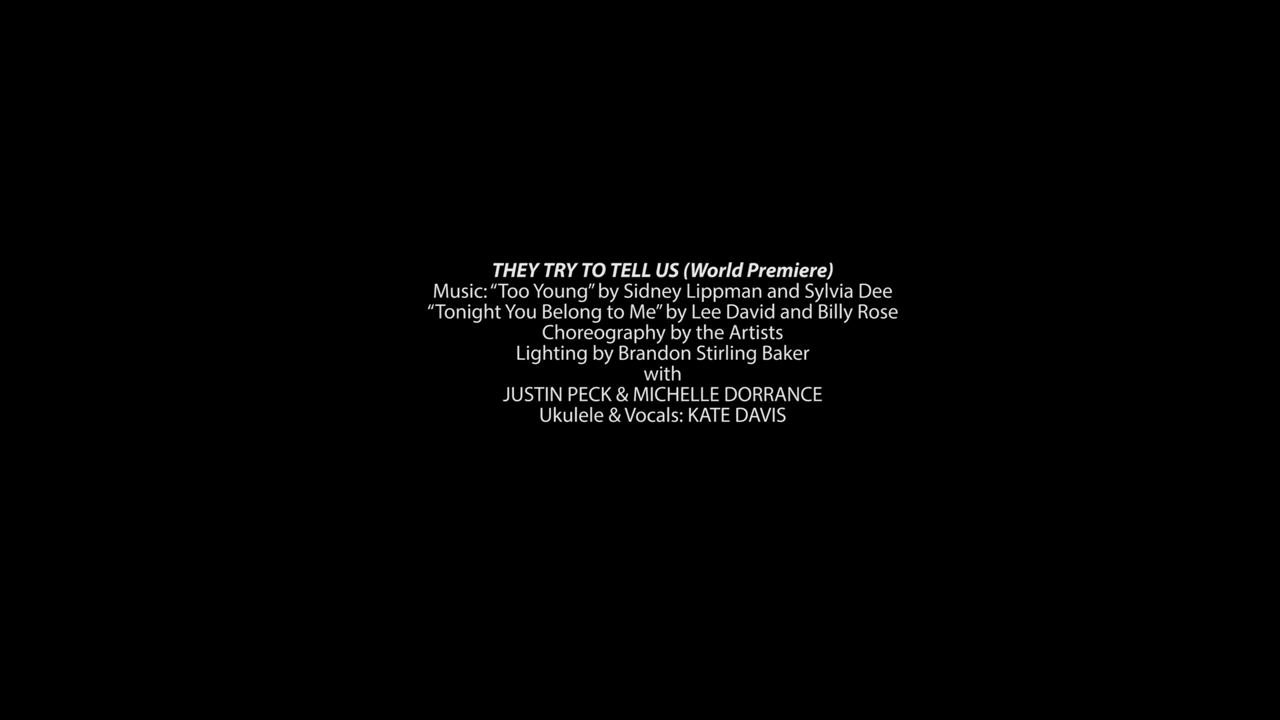 THEY TRY TO TELL US (World Premiere)
Music: “Too Young” by Sidney Lippman and Sylvia Dee
“Tonight You Belong to Me” by Lee David and Billy Rose
Choreography by the Artists
Lighting by Brandon Stirling Baker
with
JUSTIN PECK & MICHELLE DORRANCE
Ukulele & Vocals: KATE DAVIS